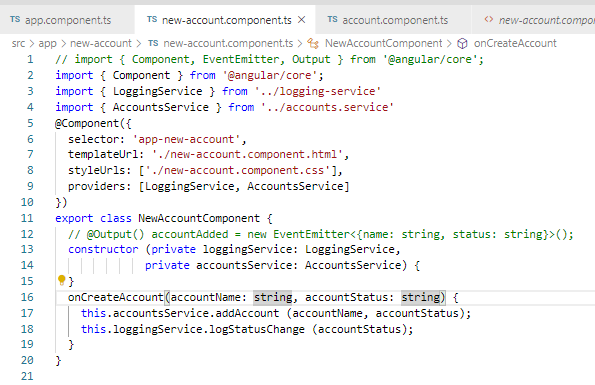 TS app.component.ts TS new-account.component.ts × TS account.component.ts <> new-account.compon
src > app > new-account > TS new-account.component.ts > NewAccountComponent > onCreateAccount
1 // import { Component, EventEmitter, Output } from '@angular/core';
2 import { Component } from '@angular/core';
3 import { LoggingService } from '../logging-service'
4 import { AccountsService } from '../accounts.service'
5 @Component({
6 selector: 'app-new-account',
7 templateUrl: './new-account.component.html',
8 styleUrls: ['./new-account.component.css'],
9 providers: [LoggingService, AccountsService]
10 })
11 export class NewAccountComponent {
12 // @Output() accountAdded = new EventEmitter<{name: string, status: string}>();
13 constructor (private loggingService: LoggingService,
14 private accountsService: AccountsService) {
15 }
16 onCreateAccount(accountName: string, accountStatus: string) {
17 this.accountsService.addAccount (accountName, accountStatus);
18 this.loggingService.logStatusChange (accountStatus);
19 }
20 }
21